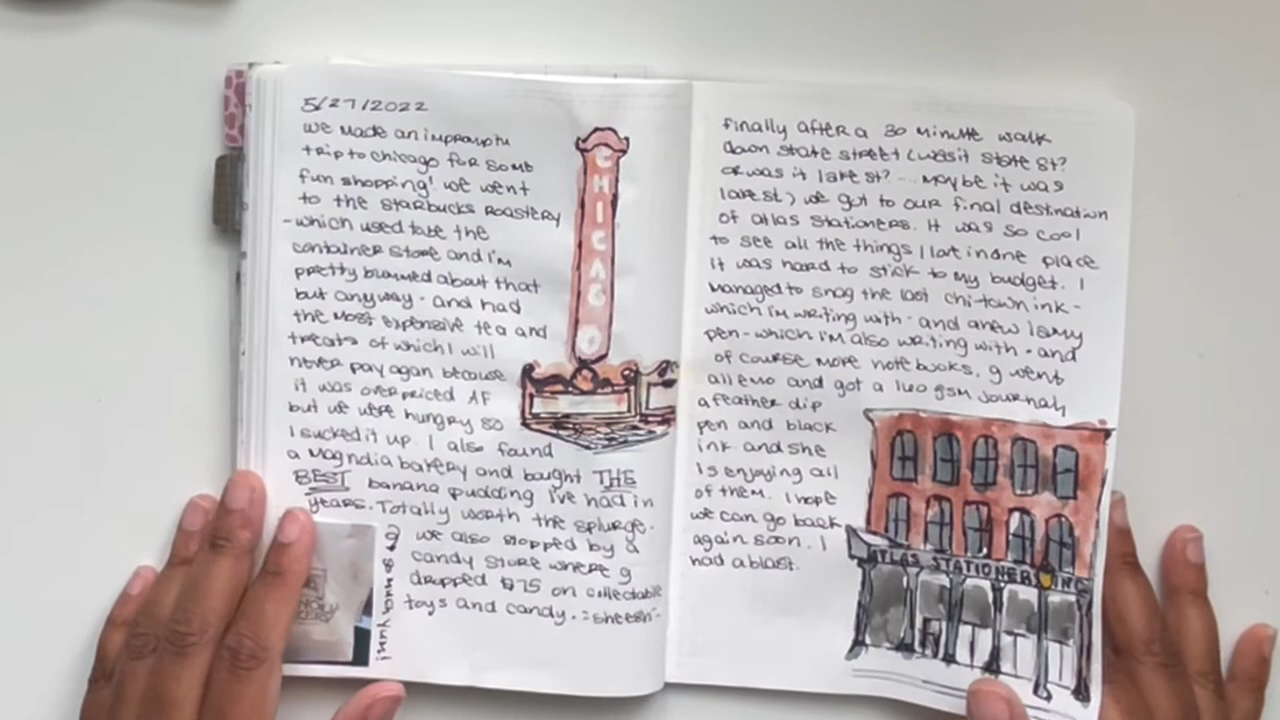 5/27/2022
we made an impromptu
trip to chicago for some
fun shopping! we went
to the starbucks roastery
-which used to be the
container store and i'm
pretty bummed about that
but anyway - and had
the most expensive tea and
treats of which I will
never pay again because
it was overpriced AF
but we were hungry so
I sucked it up. I also found
a magnolia bakery and bought THE
BEST banana pudding i've had in
years. Totally worth the splurge.
we also stopped by a
candy store where g
dropped $75 on collectable
toys and candy. -sheesh-
so much yum!
CHICAGO
finally after a 30 minute walk
down state street (was it state st?
or was it lake st? ... maybe it was
lake st) we got to our final destination
of atlas stationers. it was so cool
to see all the things I love in one place
it was hard to stick to my budget. I
managed to snag the last chi-town ink -
which i'm writing with - and a new lamy
pen - which i'm also writing with - and
of course more notebooks. g went
all emo and got a 160 gsm journal,
a feather dip
pen and black
ink. and she
is enjoying all
of them. I hope
we can go back
again soon. I
had a blast.
ATLAS STATIONERS INC